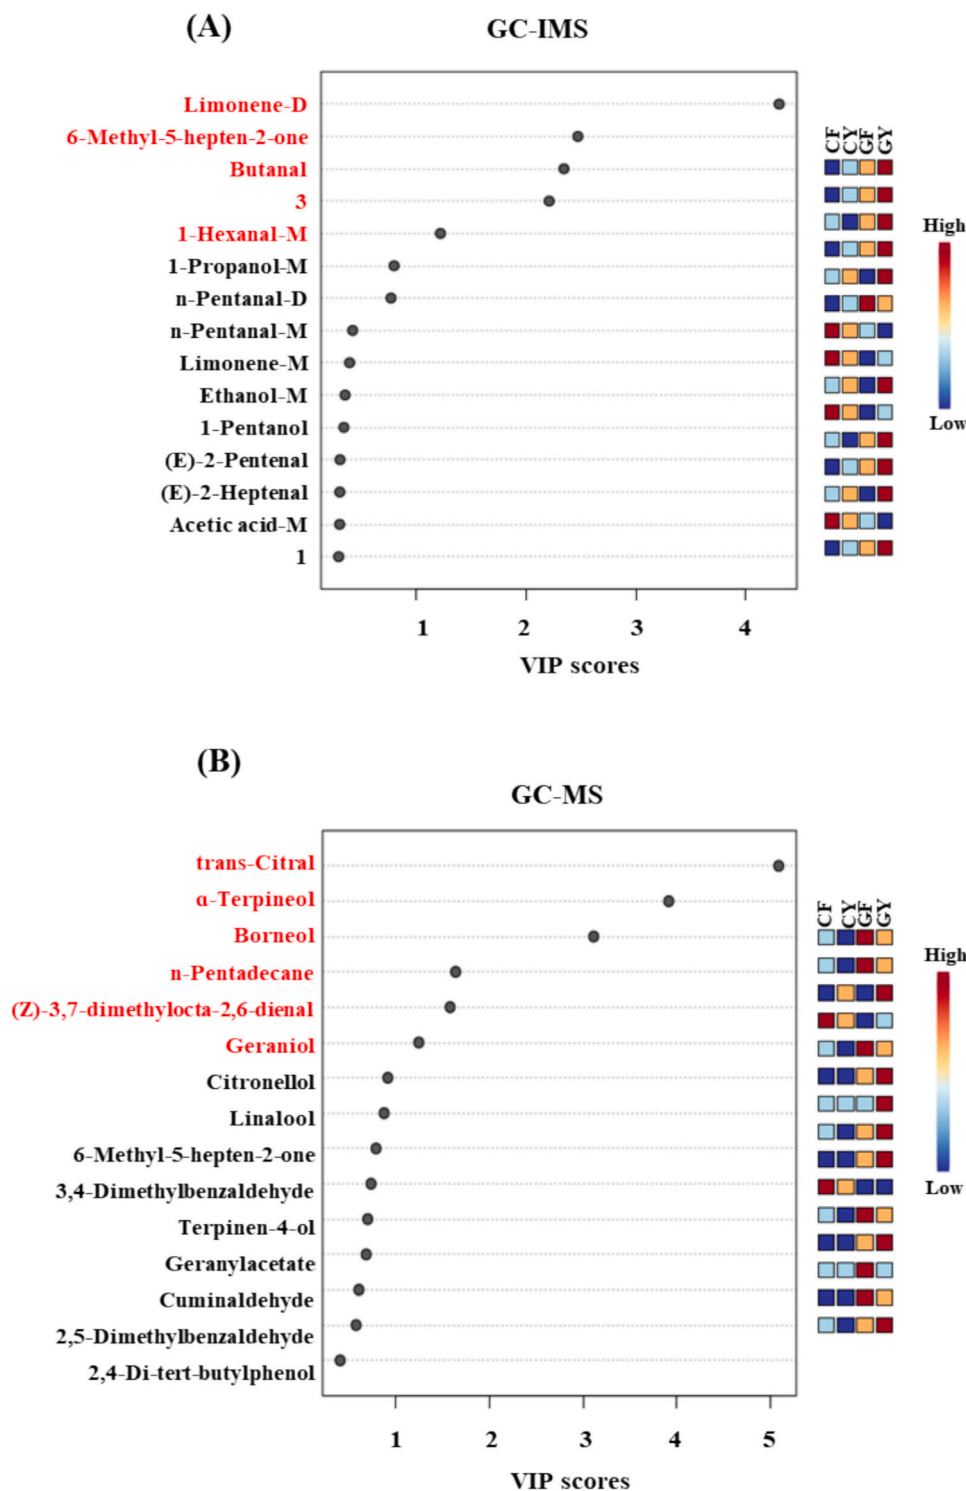 (A)
GC-IMS
Limonene-D
6-Methyl-5-hepten-2-one
Butanal
3
1-Hexanal-M
1-Propanol-M
n-Pentanal-D
n-Pentanal-M
Limonene-M
Ethanol-M
1-Pentanol
(E)-2-Pentenal
(E)-2-Heptenal
Acetic acid-M
1
CF CY GF GY
High
Low
1 2 3 4
VIP scores
(B)
GC-MS
trans-Citral
α-Terpineol
Borneol
n-Pentadecane
(Z)-3,7-dimethylocta-2,6-dienal
Geraniol
Citronellol
Linalool
6-Methyl-5-hepten-2-one
3,4-Dimethylbenzaldehyde
Terpinen-4-ol
Geranylacetate
Cuminaldehyde
2,5-Dimethylbenzaldehyde
2,4-Di-tert-butylphenol
CF CY GF GY
High
Low
1 2 3 4 5
VIP scores